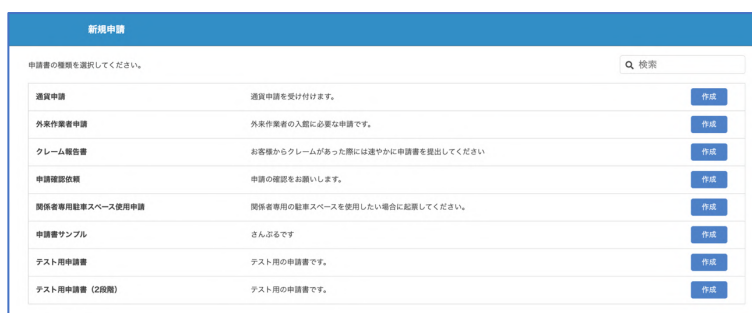 新規申請
申請書の種類を選択してください。 検索
通貨申請 通貨申請を受け付けます。 作成
外来作業者申請 外来作業者の入館に必要な申請です。 作成
クレーム報告書 お客様からクレームがあった際には速やかに申請書を提出してください 作成
申請確認依頼 申請の確認をお願いします。 作成
関係者専用駐車スペース使用申請 関係者専用の駐車スペースを使用したい場合に起票してください。 作成
申請書サンプル さんぷるです 作成
テスト用申請書 テスト用の申請書です。 作成
テスト用申請書（2段階） テスト用の申請書です。 作成